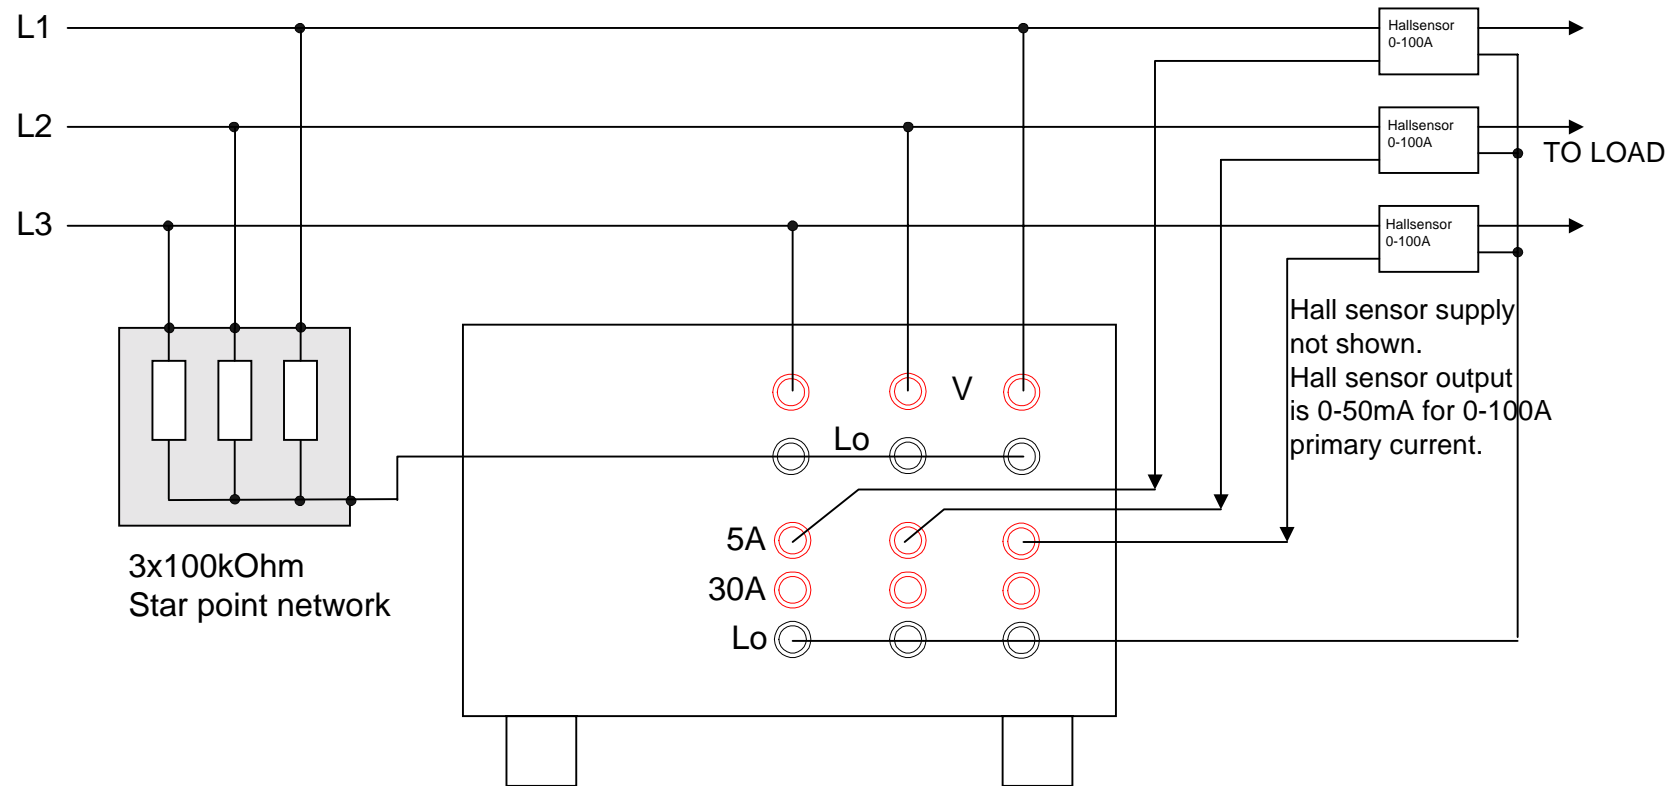 L1
Hallsensor
0-100A
L2
Hallsensor
0-100A
TO LOAD
L3
Hallsensor
0-100A
Hall sensor supply
not shown.
Hall sensor output
is 0-50mA for 0-100A
primary current.
V
Lo
5A
30A
Lo
3x100kOhm
Star point network